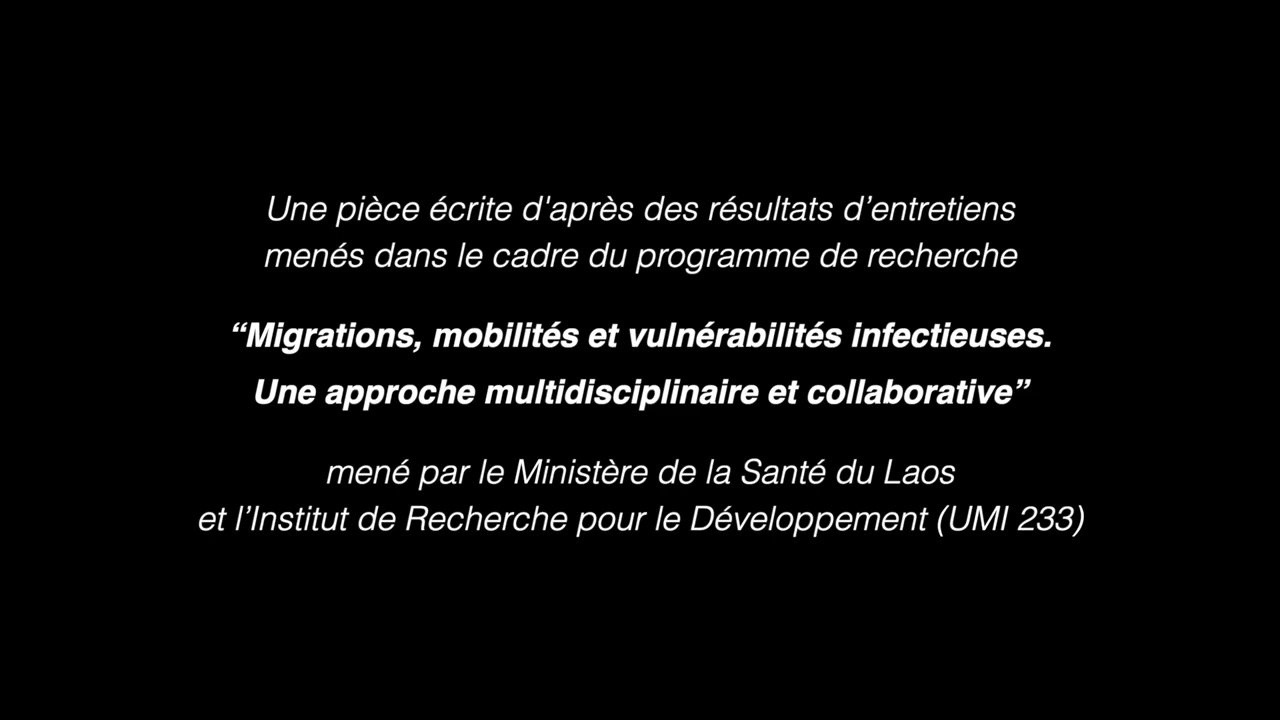 Une pièce écrite d'après des résultats d’entretiens
menés dans le cadre du programme de recherche
“Migrations, mobilités et vulnérabilités infectieuses.
Une approche multidisciplinaire et collaborative”
mené par le Ministère de la Santé du Laos
et l’Institut de Recherche pour le Développement (UMI 233)